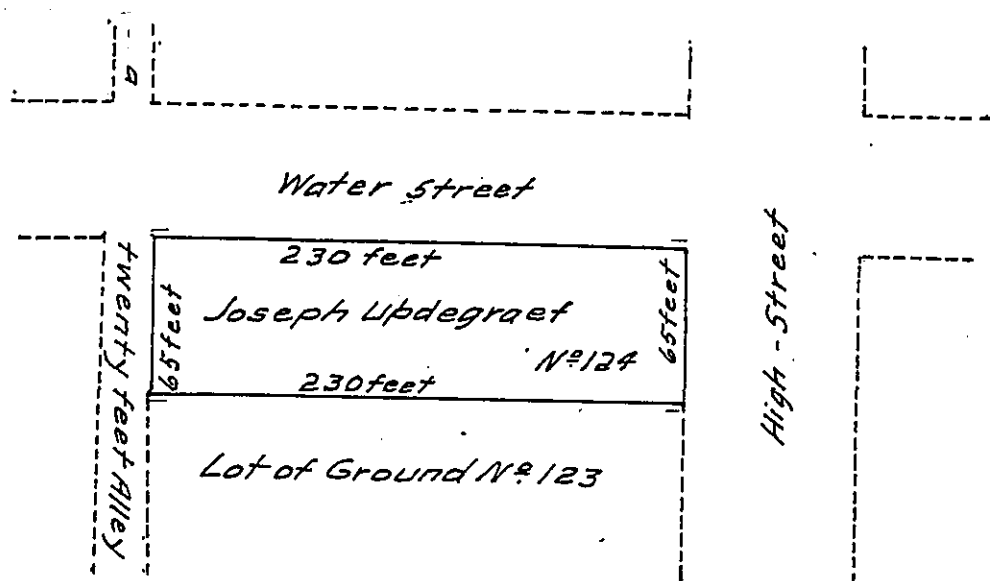 a
Water Street
230 feet
65 feet
Joseph Updegraef
65 feet
Nº 124
230 feet
Lot of Ground Nº 123
twenty feet Alley
High - Street